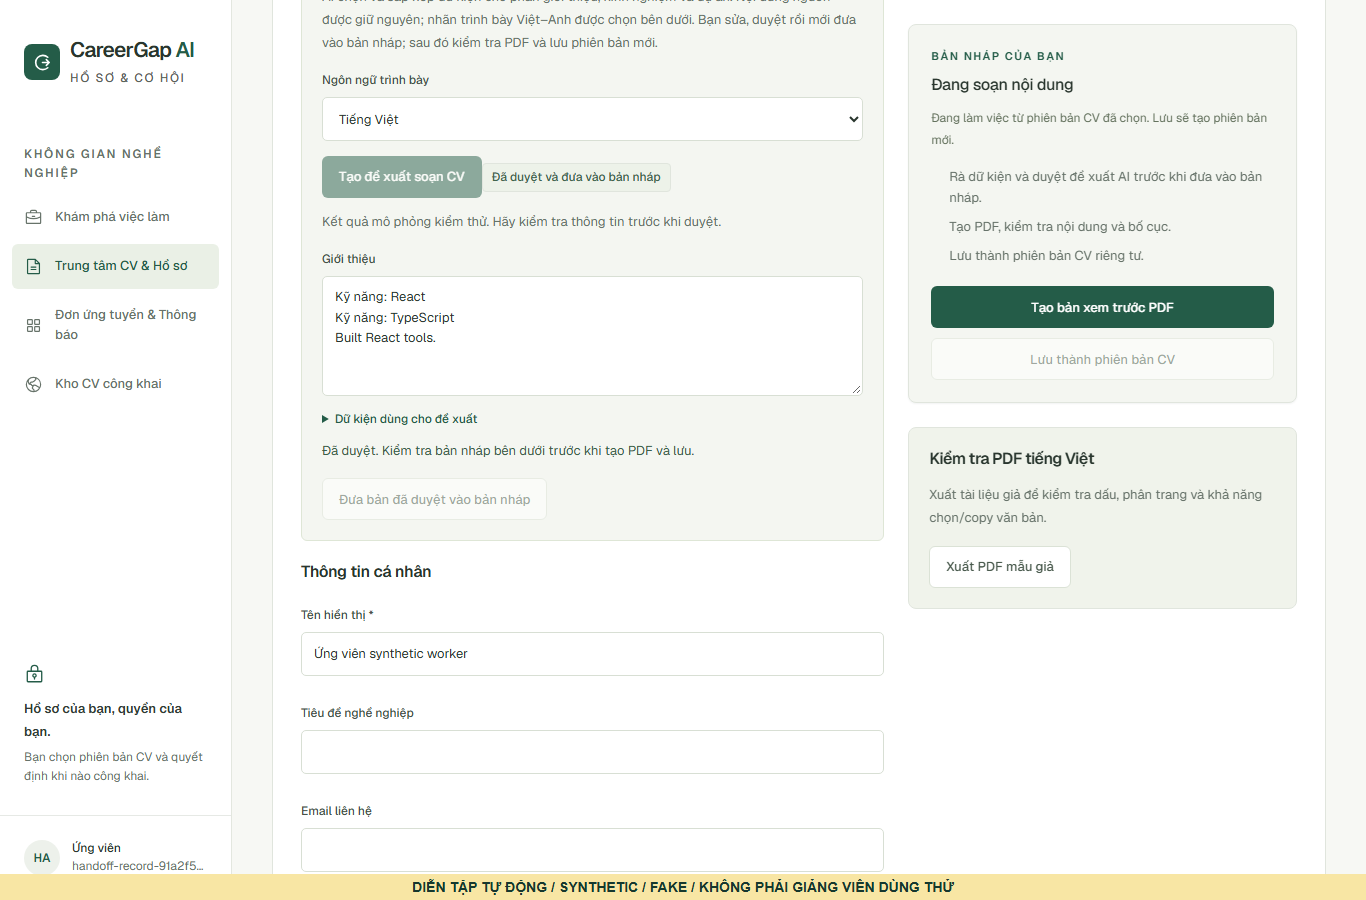 CareerGap AI
HỒ SƠ & CƠ HỘI
KHÔNG GIAN NGHỀ
NGHIỆP
Khám phá việc làm
Trung tâm CV & Hồ sơ
Đơn ứng tuyển & Thông
báo
Kho CV công khai
Hồ sơ của bạn, quyền của
bạn.
Bạn chọn phiên bản CV và quyết
định khi nào công khai.
HA
Ứng viên
handoff-record-91a2f5...
được giữ nguyên; nhãn trình bày Việt–Anh được chọn bên dưới. Bạn sửa, duyệt rồi mới đưa
vào bản nháp; sau đó kiểm tra PDF và lưu phiên bản mới.
Ngôn ngữ trình bày
Tiếng Việt
Tạo đề xuất soạn CV
Đã duyệt và đưa vào bản nháp
Kết quả mô phỏng kiểm thử. Hãy kiểm tra thông tin trước khi duyệt.
Giới thiệu
Kỹ năng: React
Kỹ năng: TypeScript
Built React tools.
Dữ kiện dùng cho đề xuất
Đã duyệt. Kiểm tra bản nháp bên dưới trước khi tạo PDF và lưu.
Đưa bản đã duyệt vào bản nháp
Thông tin cá nhân
Tên hiển thị *
Ứng viên synthetic worker
Tiêu đề nghề nghiệp
Email liên hệ
BẢN NHÁP CỦA BẠN
Đang soạn nội dung
Đang làm việc từ phiên bản CV đã chọn. Lưu sẽ tạo phiên bản
mới.
Rà dữ kiện và duyệt đề xuất AI trước khi đưa vào bản
nháp.
Tạo PDF, kiểm tra nội dung và bố cục.
Lưu thành phiên bản CV riêng tư.
Tạo bản xem trước PDF
Lưu thành phiên bản CV
Kiểm tra PDF tiếng Việt
Xuất tài liệu giả để kiểm tra dấu, phân trang và khả năng
chọn/copy văn bản.
Xuất PDF mẫu giả
DIỄN TẬP TỰ ĐỘNG / SYNTHETIC / FAKE / KHÔNG PHẢI GIẢNG VIÊN DÙNG THỬ